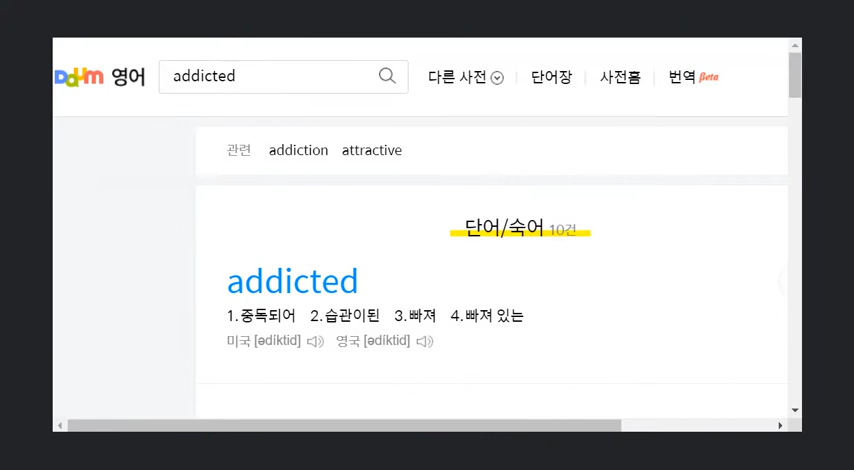 Daum 영어 addicted 다른 사전 단어장 사전홈 번역 Beta
관련 addiction attractive
단어/숙어 10건
addicted
1.중독되어 2.습관이된 3.빠져 4.빠져 있는
미국 [ədíktid] 영국 [ədíktid]